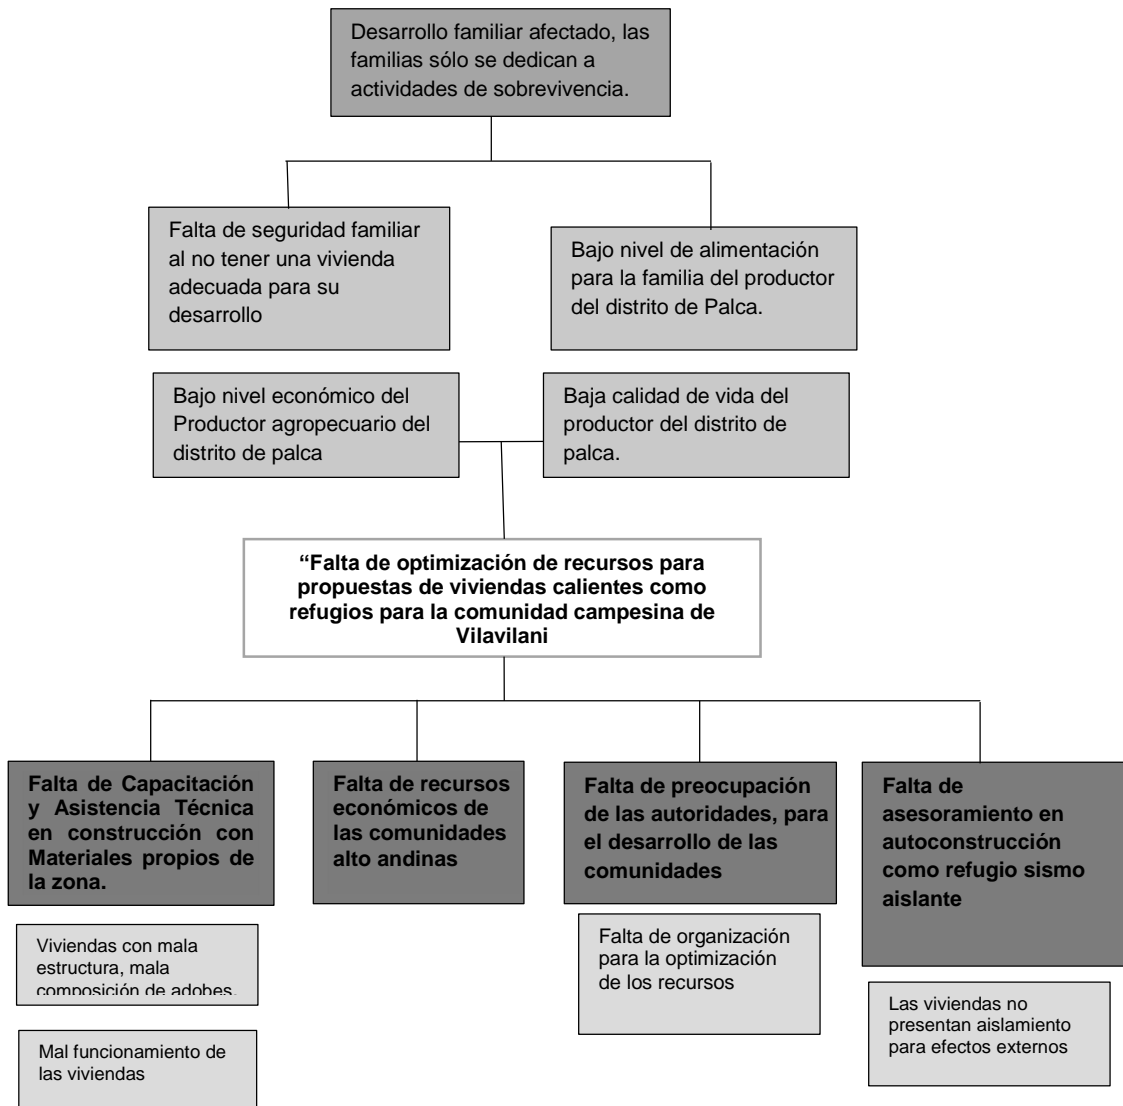 Desarrollo familiar afectado, las
familias sólo se dedican a
actividades de sobrevivencia.
Falta de seguridad familiar
al no tener una vivienda
adecuada para su
desarrollo
Bajo nivel de alimentación
para la familia del productor
del distrito de Palca.
Bajo nivel económico del
Productor agropecuario del
distrito de palca
Baja calidad de vida del
productor del distrito de
palca.
“Falta de optimización de recursos para
propuestas de viviendas calientes como
refugios para la comunidad campesina de
Vilavilani
Falta de Capacitación
y Asistencia Técnica
en construcción con
Materiales propios de
la zona.
Falta de recursos
económicos de
las comunidades
alto andinas
Falta de preocupación
de las autoridades, para
el desarrollo de las
comunidades
Falta de
asesoramiento en
autoconstrucción
como refugio sismo
aislante
Viviendas con mala
estructura, mala
composición de adobes.
Mal funcionamiento de
las viviendas
Falta de organización
para la optimización
de los recursos
Las viviendas no
presentan aislamiento
para efectos externos